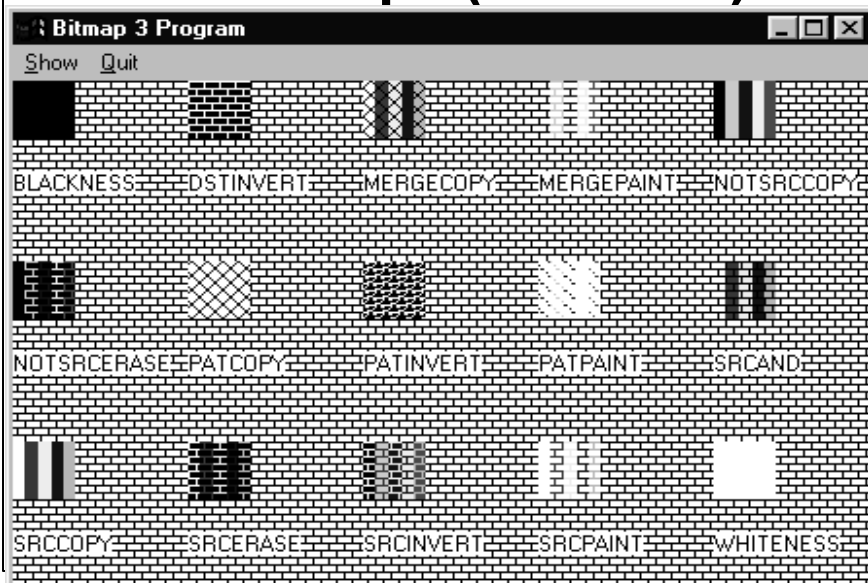 Bitmap 3 Program
Show Quit
BLACKNESS DSTINVERT MERGECOPY MERGEPAINT NOTSRCCOPY
NOTSRCERASE PATCOPY PATINVERT PATPAINT SRCAND
SRCCOPY SRCERASE SRCINVERT SRCPAINT WHITENESS